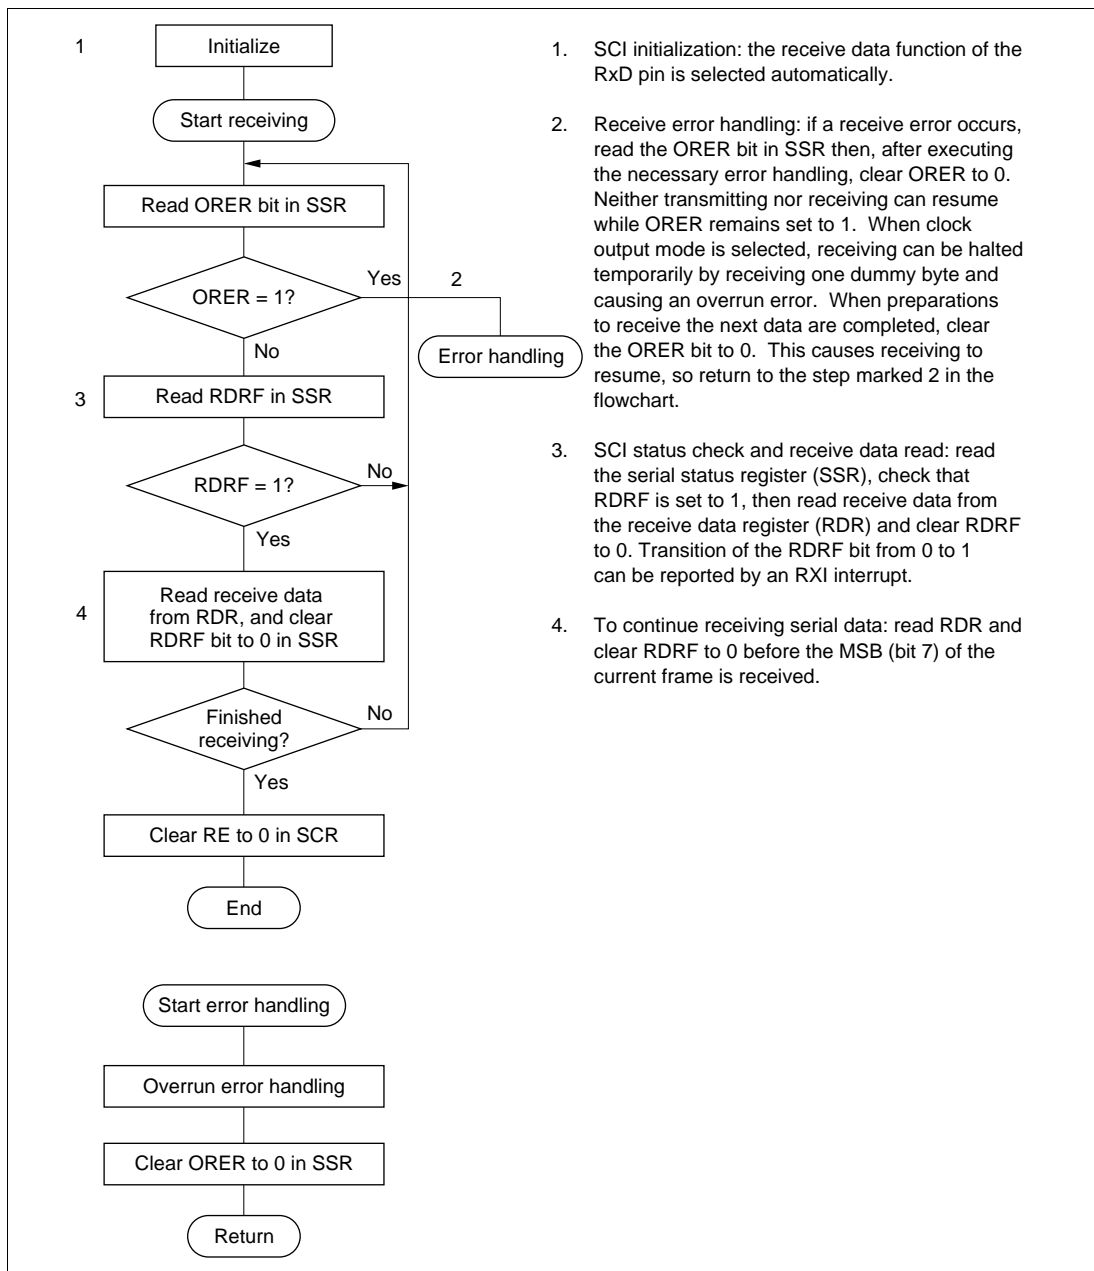 1
Initialize
Start receiving
Read ORER bit in SSR
ORER = 1?
Yes
2
No
Error handling
3
Read RDRF in SSR
RDRF = 1?
No
Yes
4
Read receive data
from RDR, and clear
RDRF bit to 0 in SSR
Finished
receiving?
No
Yes
Clear RE to 0 in SCR
End
Start error handling
Overrun error handling
Clear ORER to 0 in SSR
Return
1. SCI initialization: the receive data function of the
RxD pin is selected automatically.
2. Receive error handling: if a receive error occurs,
read the ORER bit in SSR then, after executing
the necessary error handling, clear ORER to 0.
Neither transmitting nor receiving can resume
while ORER remains set to 1. When clock
output mode is selected, receiving can be halted
temporarily by receiving one dummy byte and
causing an overrun error. When preparations
to receive the next data are completed, clear
the ORER bit to 0. This causes receiving to
resume, so return to the step marked 2 in the
flowchart.
3. SCI status check and receive data read: read
the serial status register (SSR), check that
RDRF is set to 1, then read receive data from
the receive data register (RDR) and clear RDRF
to 0. Transition of the RDRF bit from 0 to 1
can be reported by an RXI interrupt.
4. To continue receiving serial data: read RDR and
clear RDRF to 0 before the MSB (bit 7) of the
current frame is received.